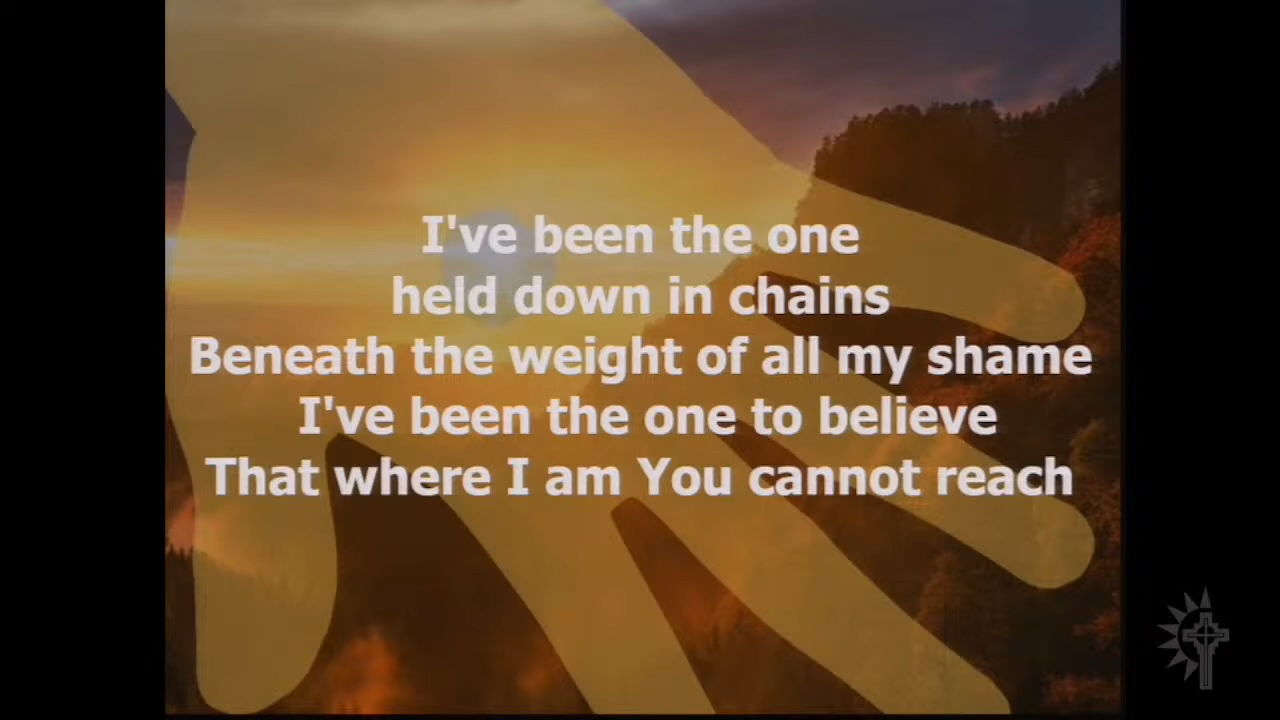 I've been the one
held down in chains
Beneath the weight of all my shame
I've been the one to believe
That where I am You cannot reach